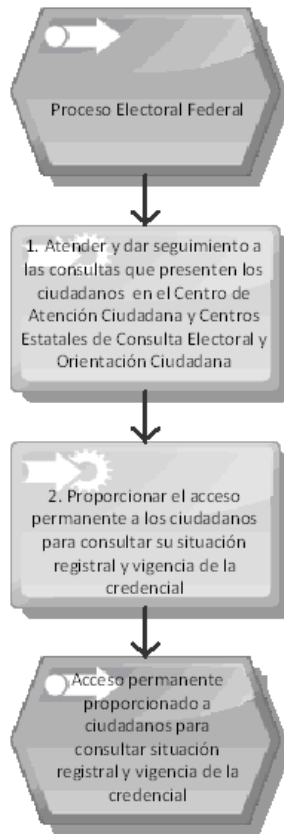 Proceso Electoral Federal
1. Atender y dar seguimiento a
las consultas que presenten los
ciudadanos en el Centro de
Atención Ciudadana y Centros
Estatales de Consulta Electoral y
Orientación Ciudadana
2. Proporcionar el acceso
permanente a los ciudadanos
para consultar su situación
registral y vigencia de la
credencial
Acceso permanente
proporcionado a
ciudadanos para
consultar situación
registral y vigencia de la
credencial